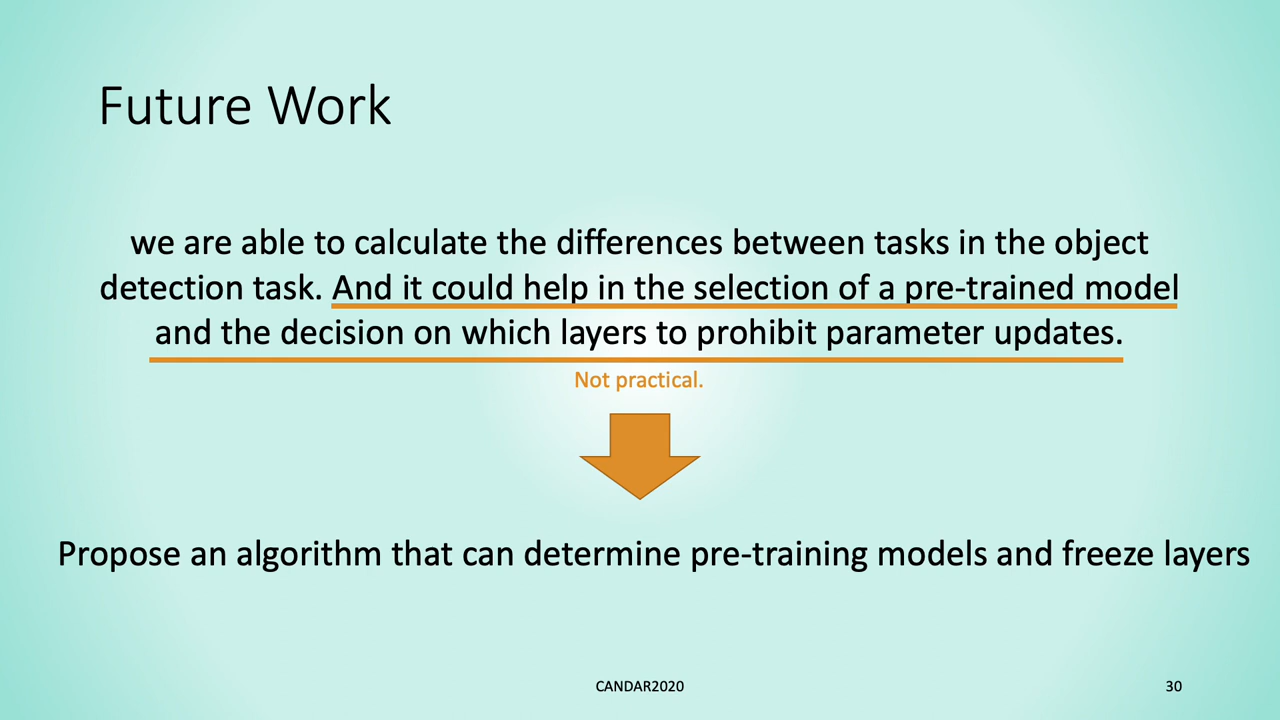 Future Work
we are able to calculate the differences between tasks in the object
detection task. And it could help in the selection of a pre-trained model
and the decision on which layers to prohibit parameter updates.
Not practical.
Propose an algorithm that can determine pre-training models and freeze layers
CANDAR2020
30